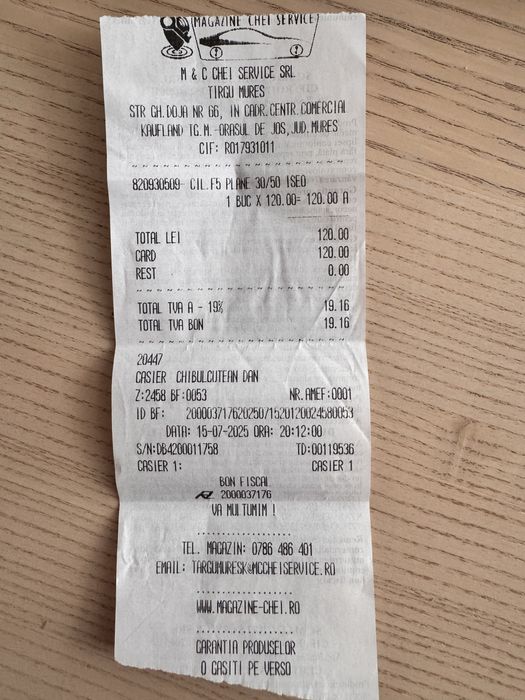 MAGAZINE CHEI SERVICE
M & C CHEI SERVICE SRL
TIRGU MURES
STR GH.DOJA NR 66, IN CADR.CENTR.COMERCIAL
KAUFLAND TG.M.-ORASUL DE JOS,JUD.MURES
CIF: RO17931011
820930509- CIL.F5 PLANE 30/50 ISEO
1 BUC X 120.00= 120.00 A
TOTAL LEI 120.00
CARD 120.00
REST 0.00
TOTAL TVA A - 19% 19.16
TOTAL TVA BON 19.16
20447
CASIER CHIBULCUTEAN DAN
Z:2458 BF:0053 NR.AMEF:0001
ID BF: 20000371762025071520120024580053
DATA: 15-07-2025 ORA: 20:12:00
S/N:DB4200011758 TD:00119536
CASIER 1: CASIER 1
BON FISCAL
2000037176
VA MULTUMIM !
TEL. MAGAZIN: 0786 486 401
EMAIL: TARGUMURESK@MCCHEISERVICE.RO
WWW.MAGAZINE-CHEI.RO
GARANTIA PRODUSELOR
O GASITI PE VERSO